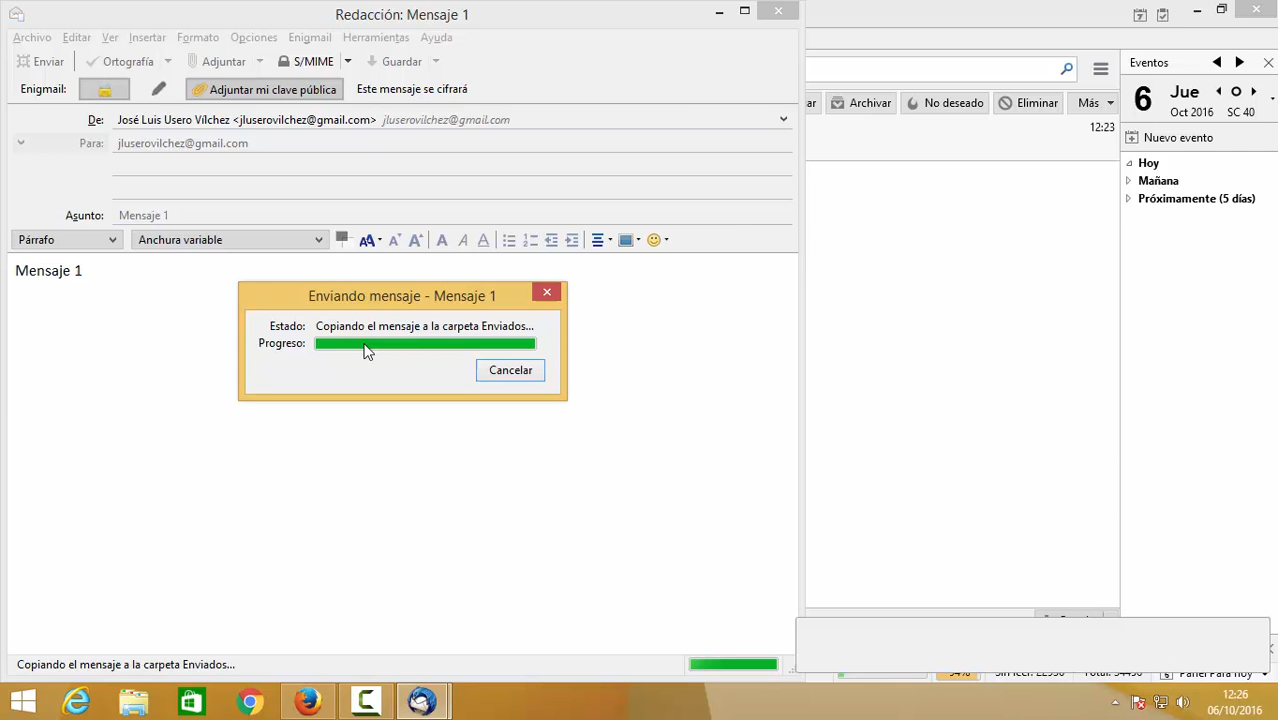 Redacción: Mensaje 1
Archivo Editar Ver Insertar Formato Opciones Enigmail Herramientas Ayuda
Enviar Ortografía Adjuntar S/MIME Guardar
Enigmail: Adjuntar mi clave pública Este mensaje se cifrará
De: José Luis Usero Vílchez <jluserovilchez@gmail.com> jluserovilchez@gmail.com
Para: jluserovilchez@gmail.com
Asunto: Mensaje 1
Párrafo Anchura variable
Mensaje 1
Enviando mensaje - Mensaje 1
Estado: Copiando el mensaje a la carpeta Enviados...
Progreso:
Cancelar
Copiando el mensaje a la carpeta Enviados...
Archivar No deseado Eliminar Más
12:23
Eventos
6 Jue
Oct 2016 SC 40
Nuevo evento
Hoy
Mañana
Próximamente (5 días)
Panel Para hoy
12:26
06/10/2016